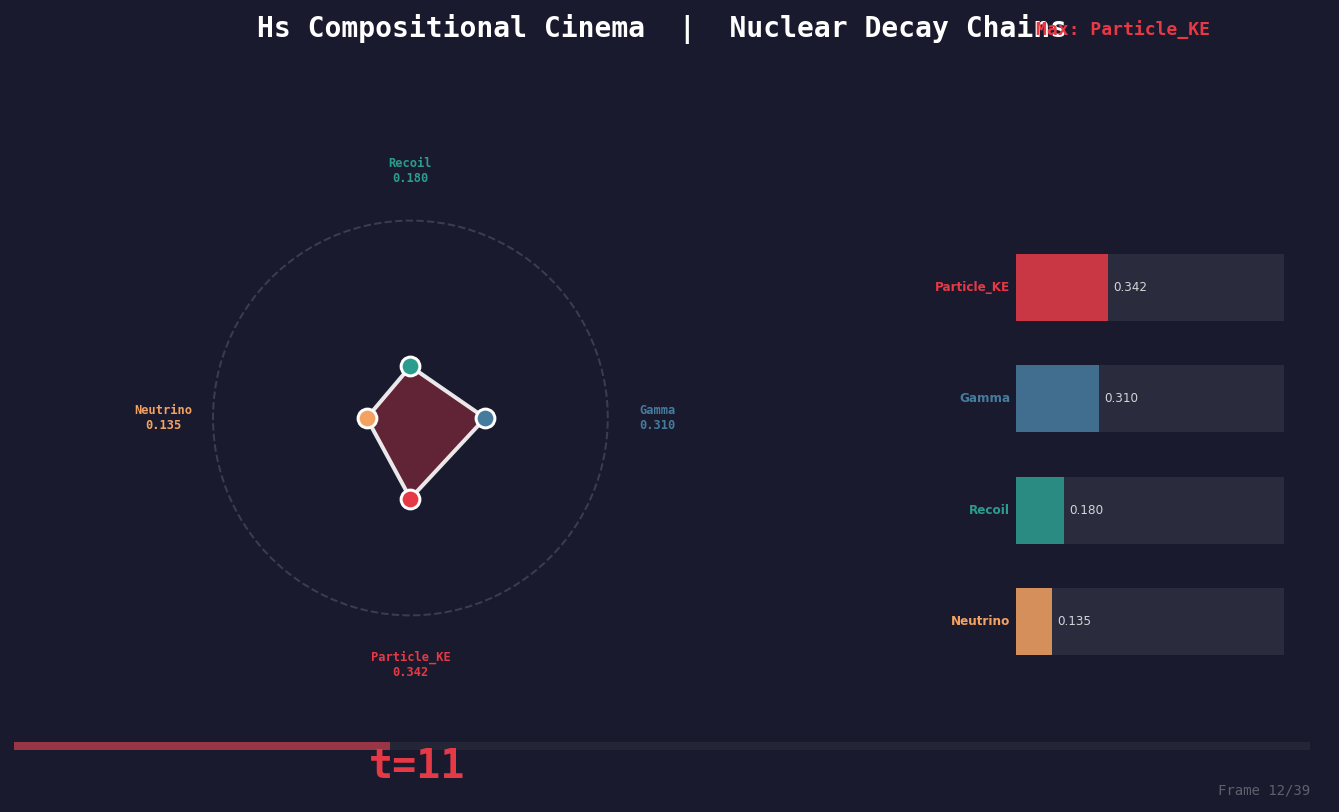 Hs Compositional Cinema | Nuclear Decay Chains
Max: Particle_KE
Recoil
0.180
Neutrino
0.135
Gamma
0.310
Particle_KE
0.342
Particle_KE 0.342
Gamma 0.310
Recoil 0.180
Neutrino 0.135
t=11
Frame 12/39